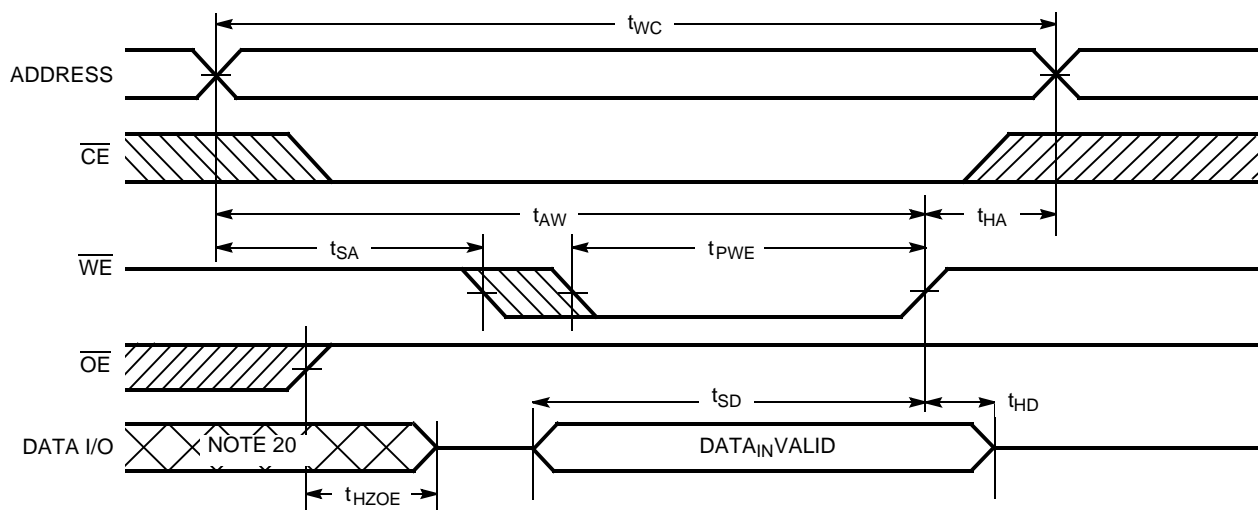 tWC
ADDRESS
CE
tAW
tHA
tSA
tPWE
WE
OE
tSD
tHD
DATA I/O
NOTE 20
DATAINVALID
tHZOE